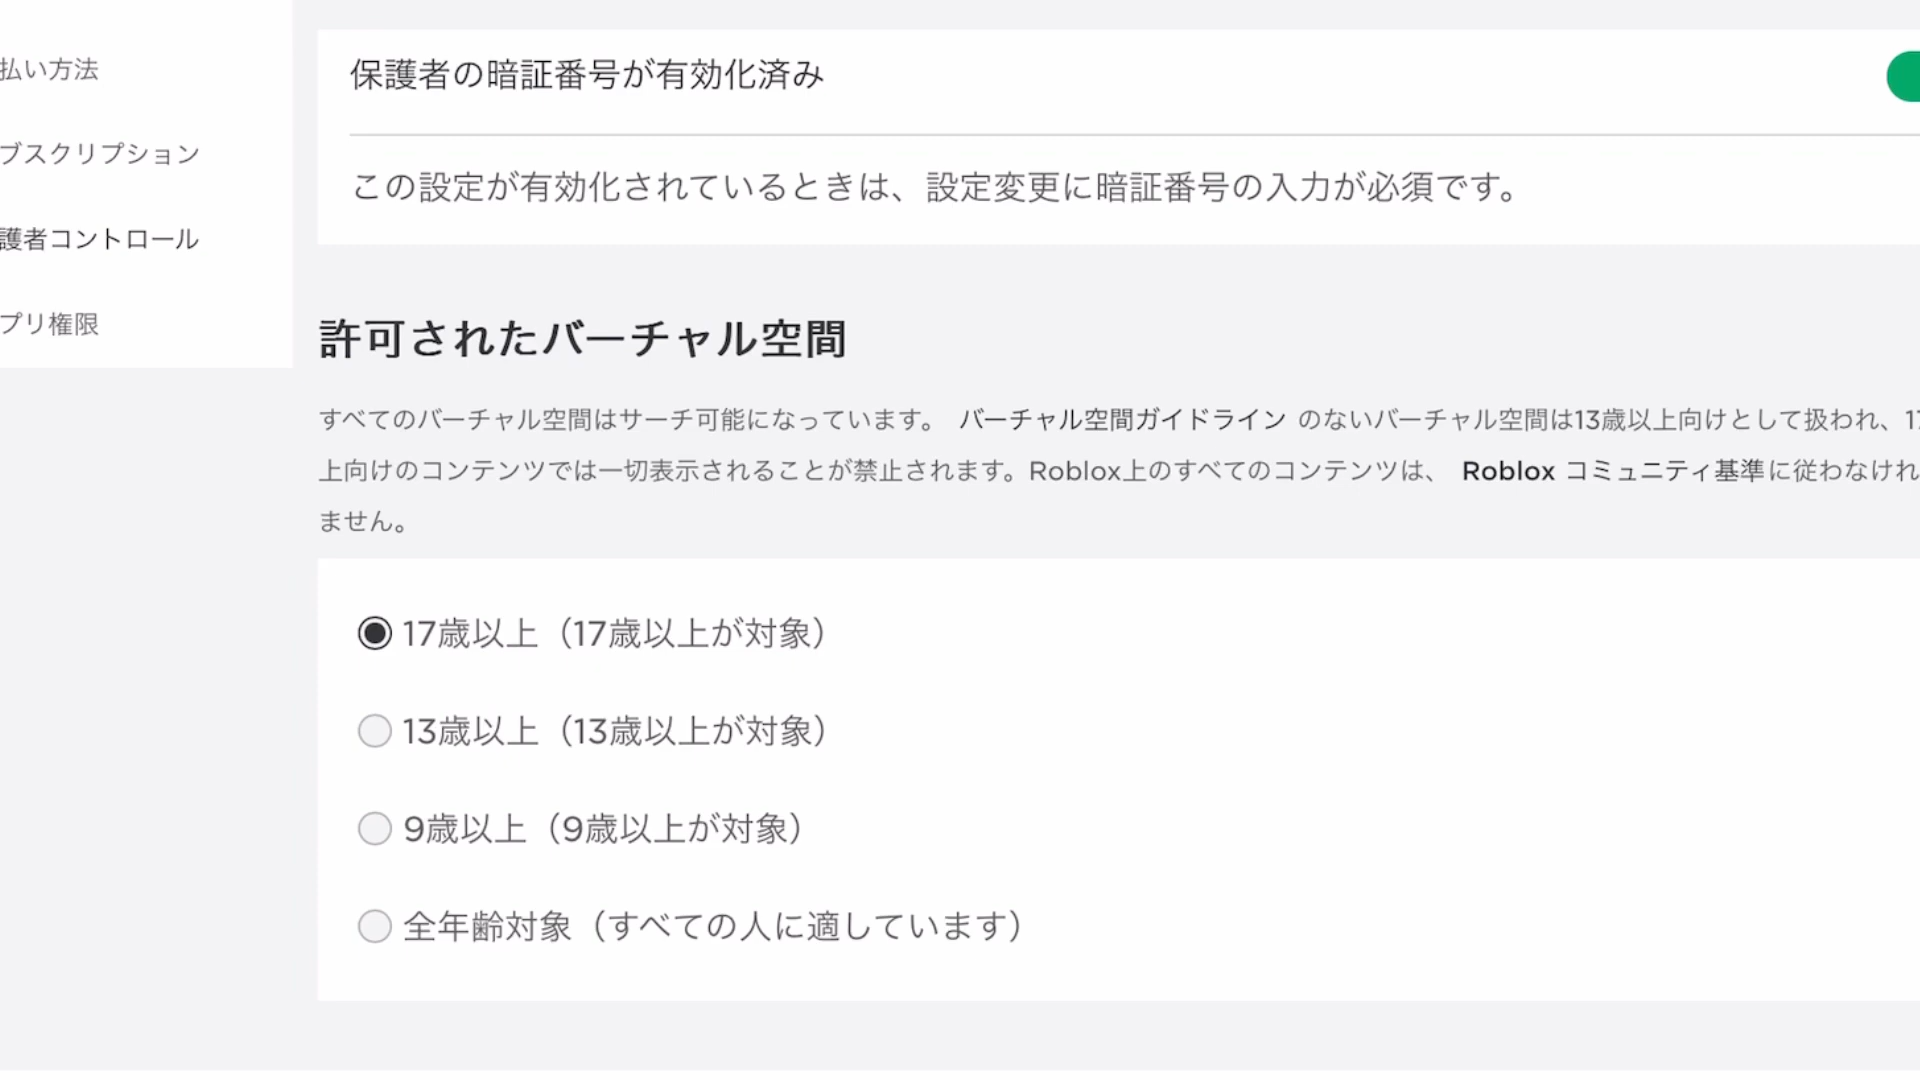 払い方法
ブスクリプション
護者コントロール
プリ権限
保護者の暗証番号が有効化済み
この設定が有効化されているときは、設定変更に暗証番号の入力が必須です。
許可されたバーチャル空間
すべてのバーチャル空間はサーチ可能になっています。 バーチャル空間ガイドライン のないバーチャル空間は13歳以上向けとして扱われ、17
上向けのコンテンツでは一切表示されることが禁止されます。Roblox上のすべてのコンテンツは、 Roblox コミュニティ基準に従わなけれ
ません。
17歳以上（17歳以上が対象）
13歳以上（13歳以上が対象）
9歳以上（9歳以上が対象）
全年齢対象（すべての人に適しています）